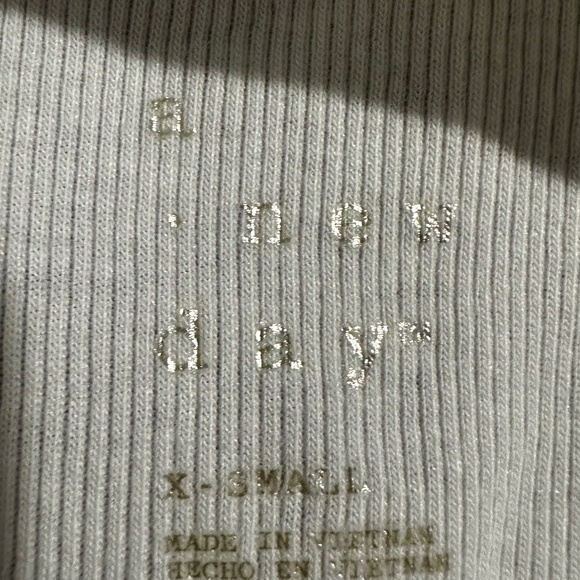 a
· new
day™
X-SMALL
MADE IN VIETNAM
HECHO EN VIETNAM